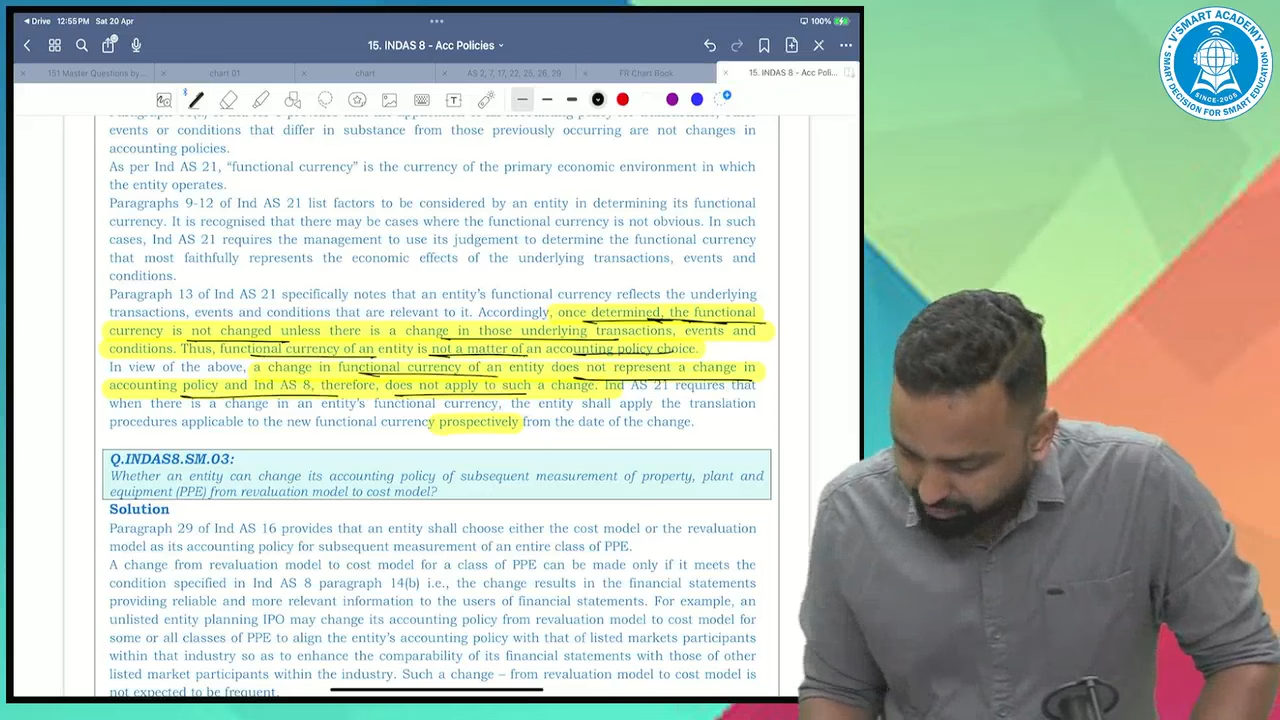 Drive 12:55 PM Sat 20 Apr
100%
15. INDAS 8 - Acc Policies
151 Master Questions by...
chart 01
chart
AS 2, 7, 17, 22, 25, 26, 29
FR Chart Book
15. INDAS 8 - Acc Poli...
events or conditions that differ in substance from those previously occurring are not changes in
accounting policies.
As per Ind AS 21, “functional currency” is the currency of the primary economic environment in which
the entity operates.
Paragraphs 9-12 of Ind AS 21 list factors to be considered by an entity in determining its functional
currency. It is recognised that there may be cases where the functional currency is not obvious. In such
cases, Ind AS 21 requires the management to use its judgement to determine the functional currency
that most faithfully represents the economic effects of the underlying transactions, events and
conditions.
Paragraph 13 of Ind AS 21 specifically notes that an entity’s functional currency reflects the underlying
transactions, events and conditions that are relevant to it. Accordingly, once determined, the functional
currency is not changed unless there is a change in those underlying transactions, events and
conditions. Thus, functional currency of an entity is not a matter of an accounting policy choice.
In view of the above, a change in functional currency of an entity does not represent a change in
accounting policy and Ind AS 8, therefore, does not apply to such a change. Ind AS 21 requires that
when there is a change in an entity’s functional currency, the entity shall apply the translation
procedures applicable to the new functional currency prospectively from the date of the change.
Q.INDAS8.SM.03:
Whether an entity can change its accounting policy of subsequent measurement of property, plant and
equipment (PPE) from revaluation model to cost model?
Solution
Paragraph 29 of Ind AS 16 provides that an entity shall choose either the cost model or the revaluation
model as its accounting policy for subsequent measurement of an entire class of PPE.
A change from revaluation model to cost model for a class of PPE can be made only if it meets the
condition specified in Ind AS 8 paragraph 14(b) i.e., the change results in the financial statements
providing reliable and more relevant information to the users of financial statements. For example, an
unlisted entity planning IPO may change its accounting policy from revaluation model to cost model for
some or all classes of PPE to align the entity’s accounting policy with that of listed markets participants
within that industry so as to enhance the comparability of its financial statements with those of other
listed market participants within the industry. Such a change – from revaluation model to cost model is
not expected to be frequent.
V'SMART ACADEMY
SINCE-2005
SMART DECISION FOR SMART EDUCATION